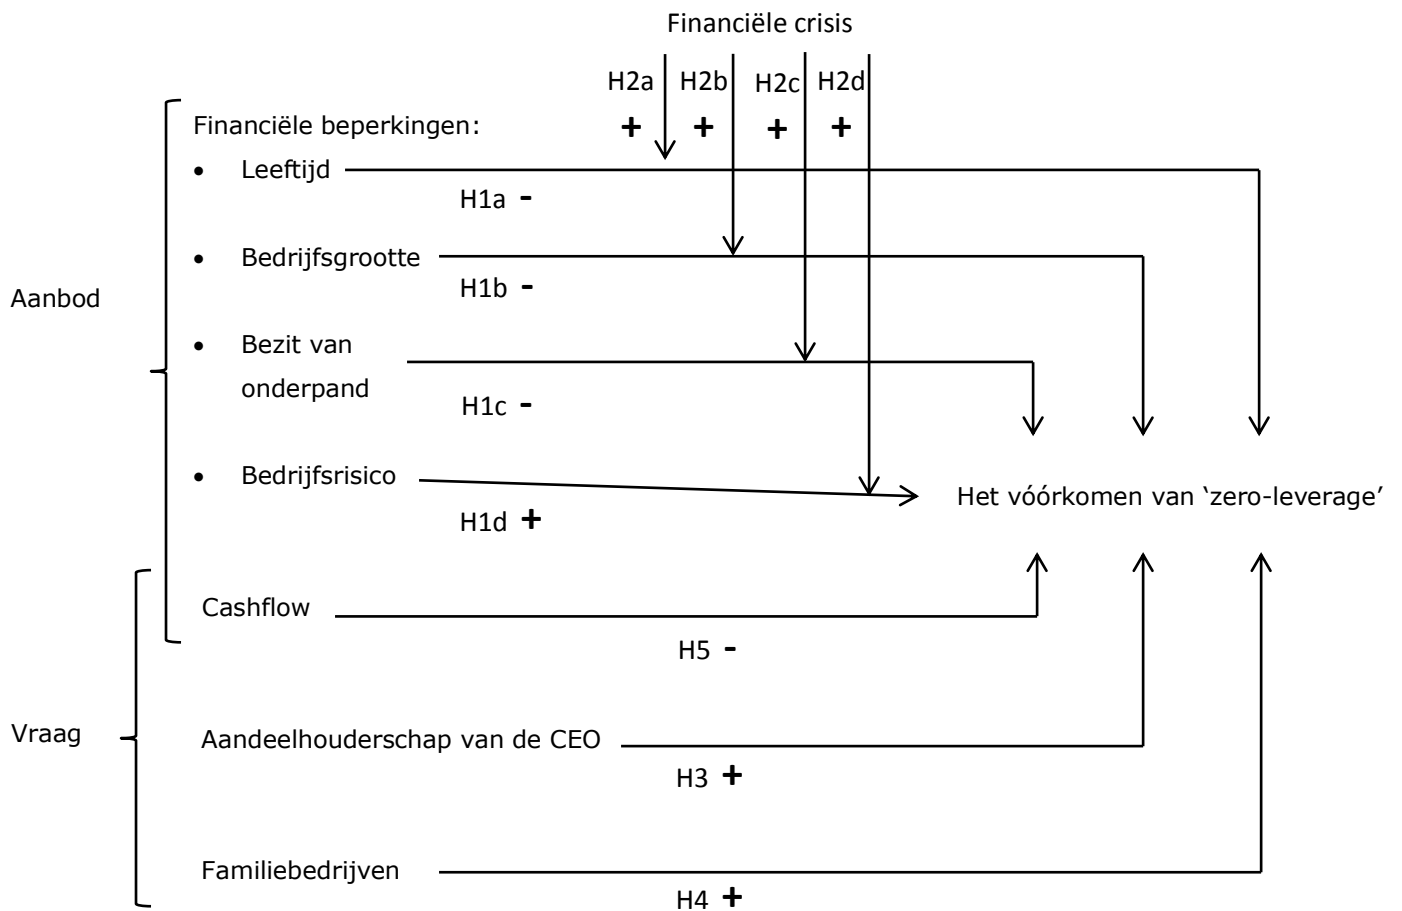 Financiële crisis
H2a H2b H2c H2d
+ + + +
Financiële beperkingen:
• Leeftijd
H1a -
• Bedrijfsgrootte
H1b -
Aanbod
• Bezit van
onderpand
H1c -
• Bedrijfsrisico
Het vóórkomen van ‘zero-leverage’
H1d +
Cashflow
H5 -
Vraag
Aandeelhouderschap van de CEO
H3 +
Familiebedrijven
H4 +